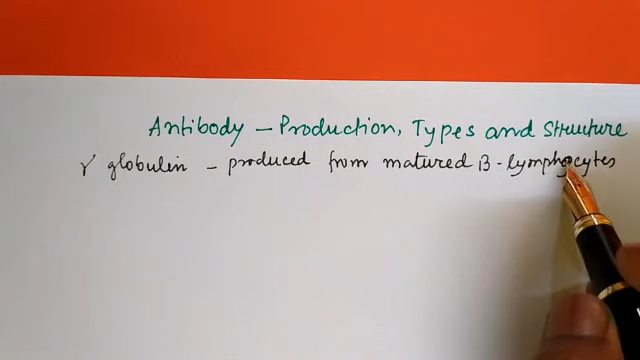 Antibody - Production, Types and Structure
γ globulin - produced from matured B-lymphocytes